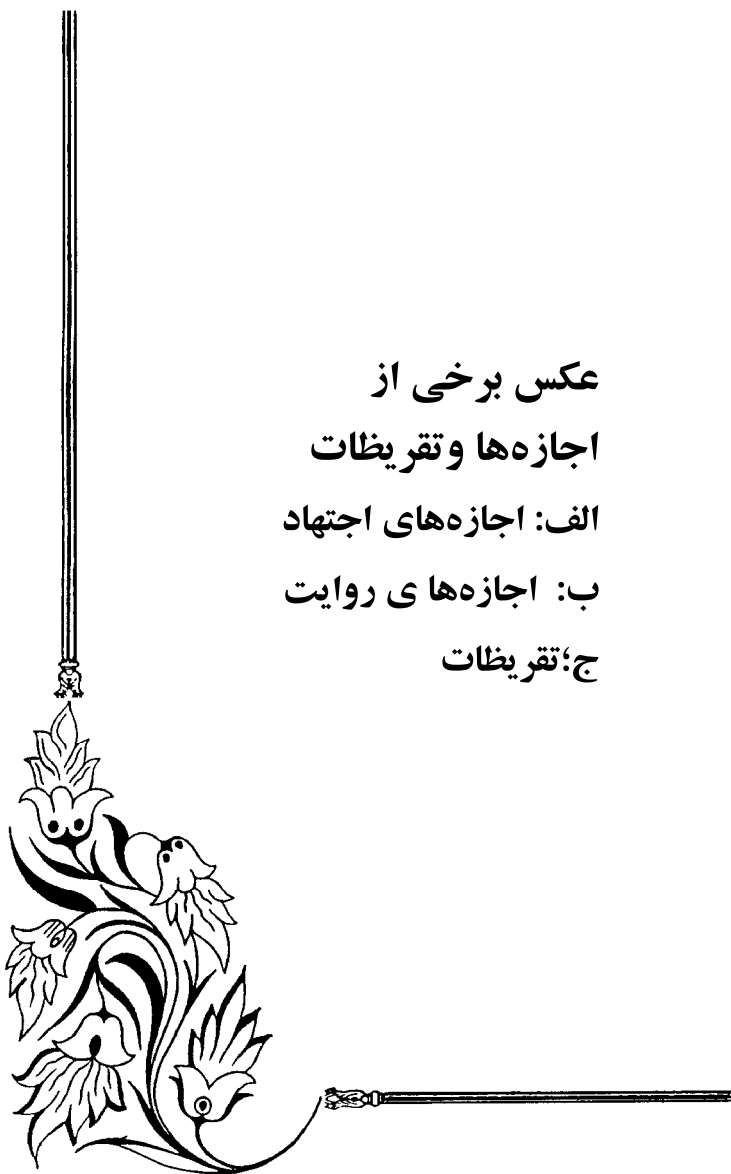 عکس برخی از
اجازه‌ها وتقریظات
الف: اجازه‌های اجتهاد
ب: اجازه‌ها ی روایت
ج؛تقریظات